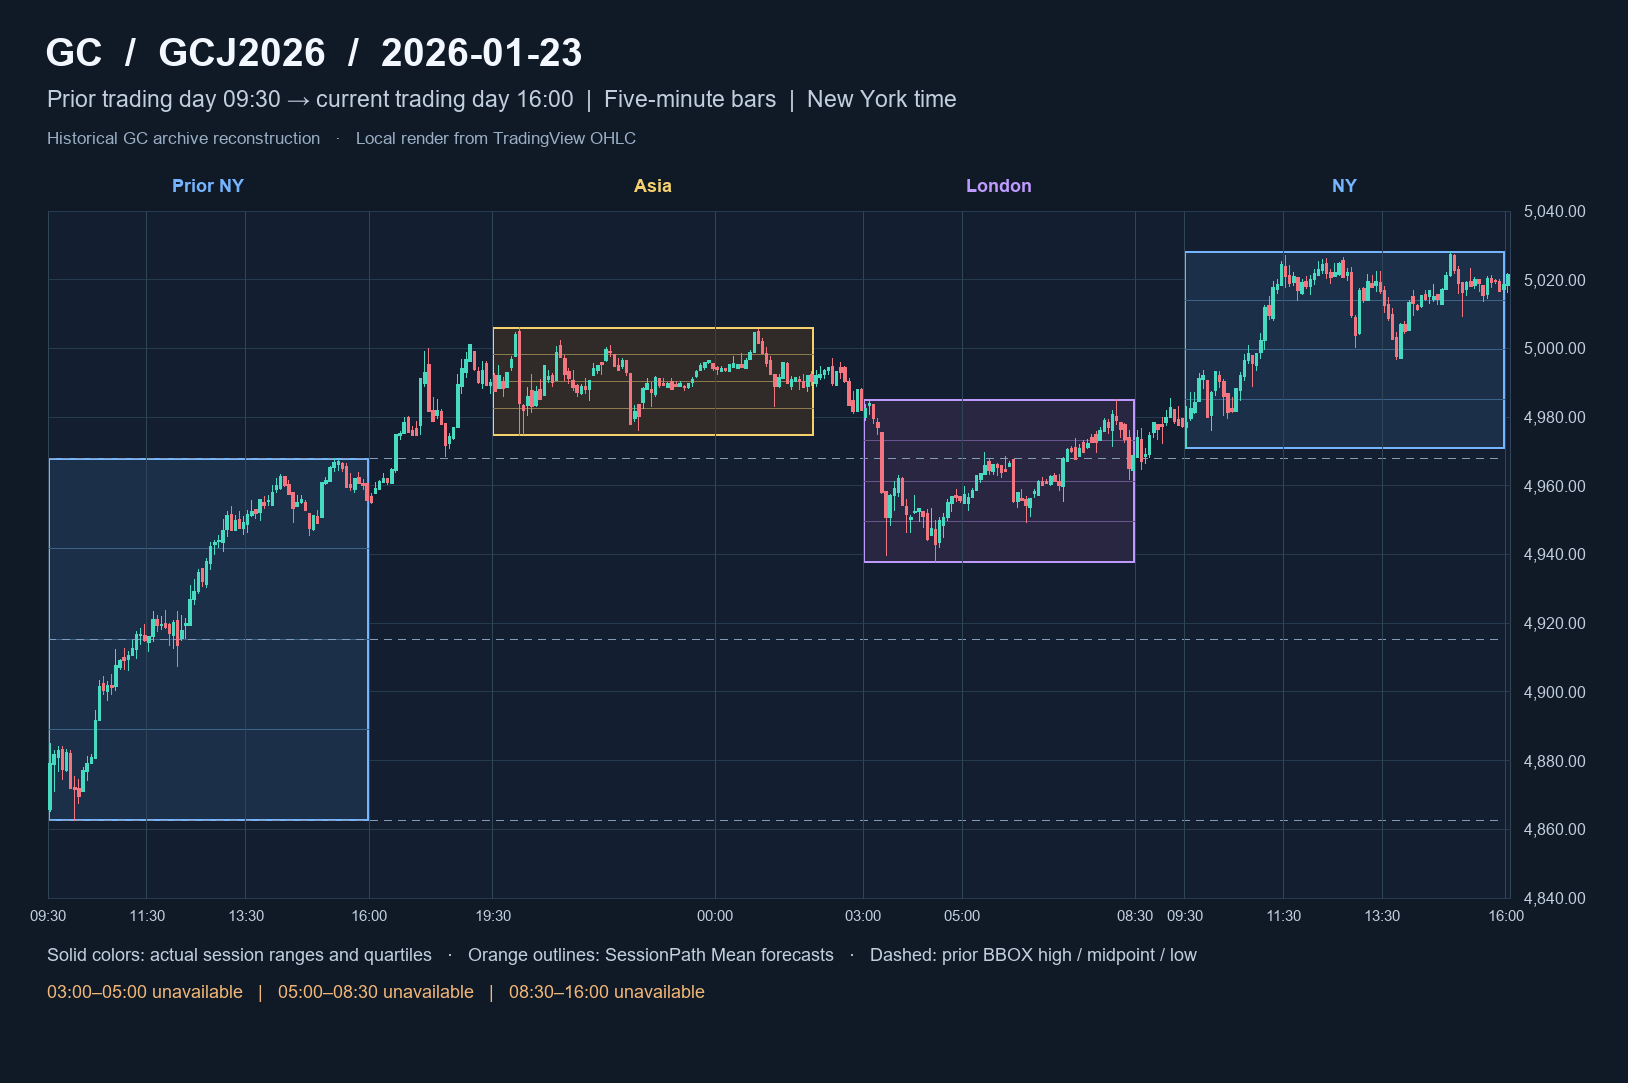 GC / GCJ2026 / 2026-01-23
Prior trading day 09:30 → current trading day 16:00 | Five-minute bars | New York time
Historical GC archive reconstruction · Local render from TradingView OHLC
Prior NY Asia London NY
5,040.00
5,020.00
5,000.00
4,980.00
4,960.00
4,940.00
4,920.00
4,900.00
4,880.00
4,860.00
4,840.00
09:30 11:30 13:30 16:00 19:30 00:00 03:00 05:00 08:30 09:30 11:30 13:30 16:00
Solid colors: actual session ranges and quartiles · Orange outlines: SessionPath Mean forecasts · Dashed: prior BBOX high / midpoint / low
03:00–05:00 unavailable | 05:00–08:30 unavailable | 08:30–16:00 unavailable